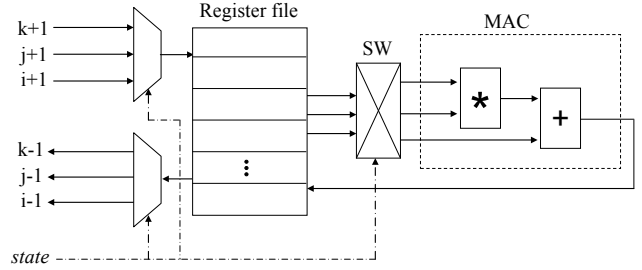 Register file
k+1
j+1
i+1
SW
MAC
*
+
k-1
j-1
i-1
...
state